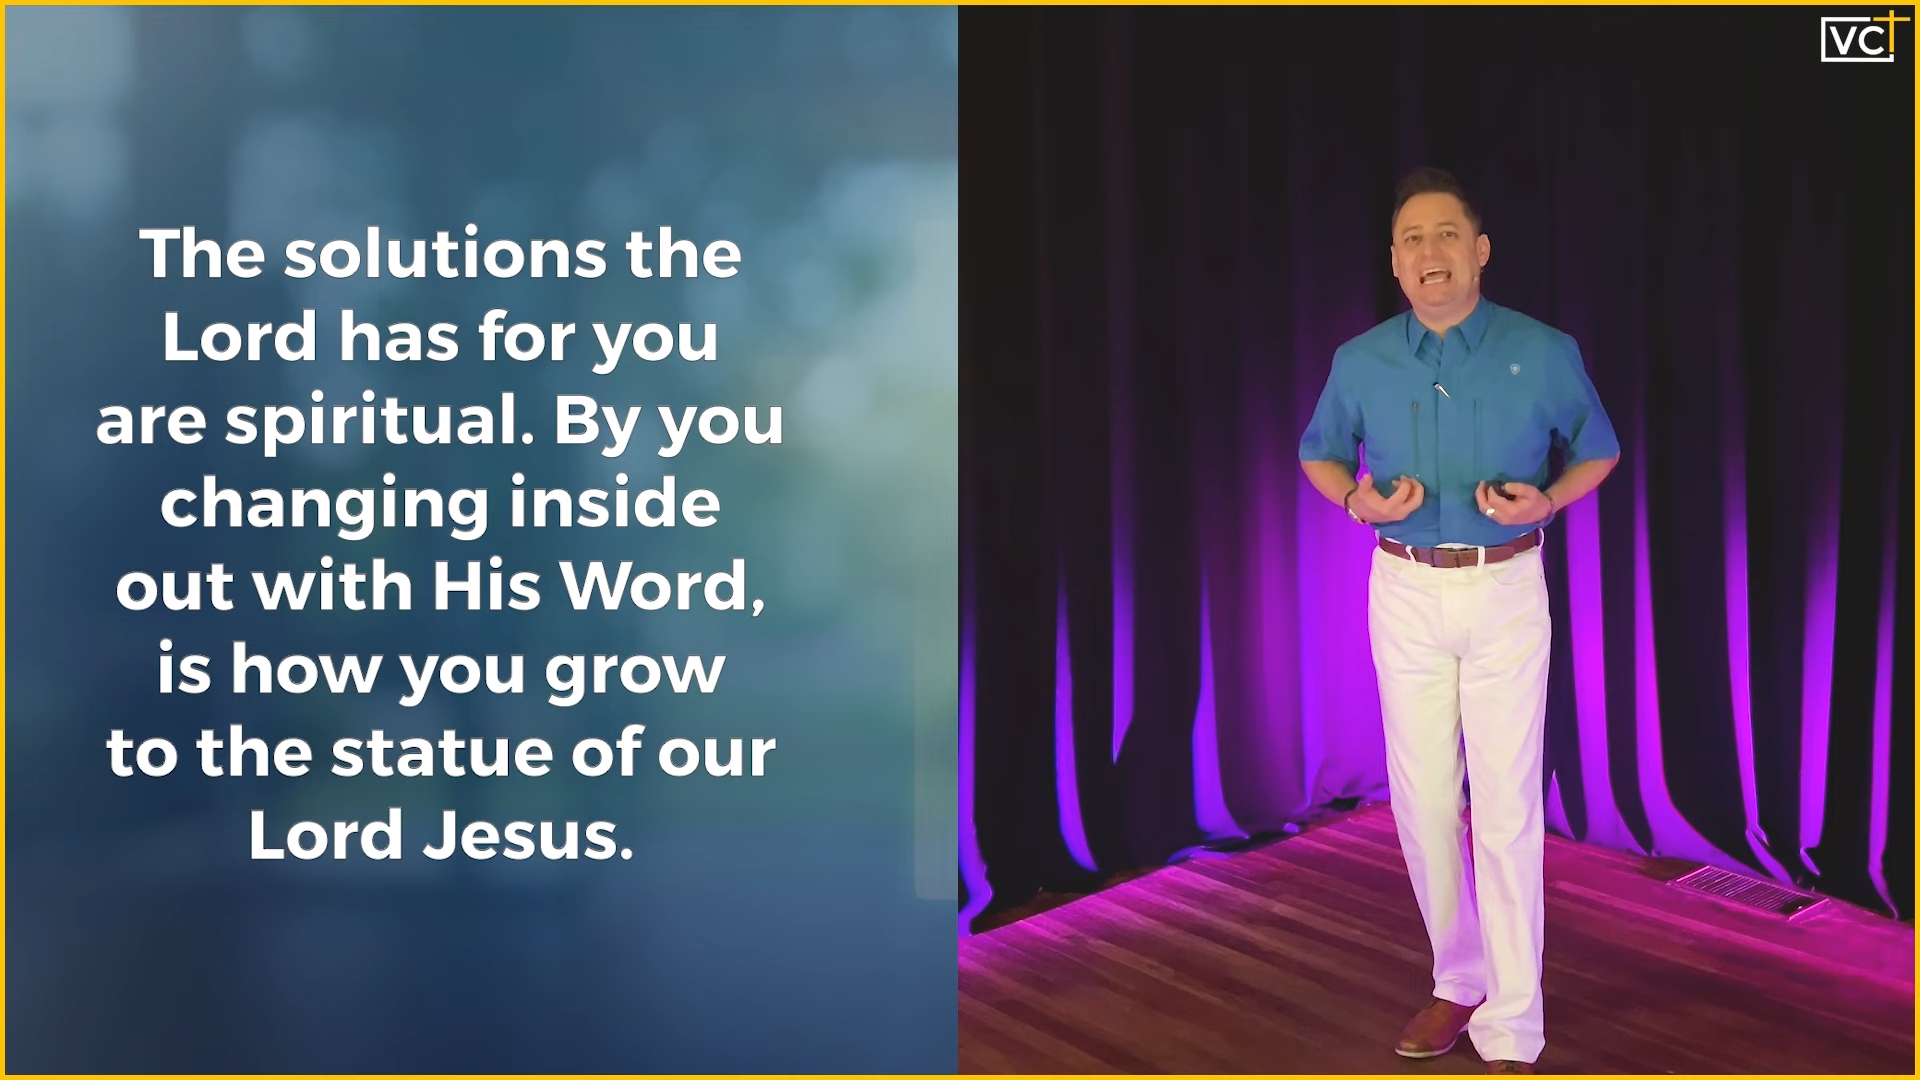 The solutions the
Lord has for you
are spiritual. By you
changing inside
out with His Word,
is how you grow
to the statue of our
Lord Jesus.
VC